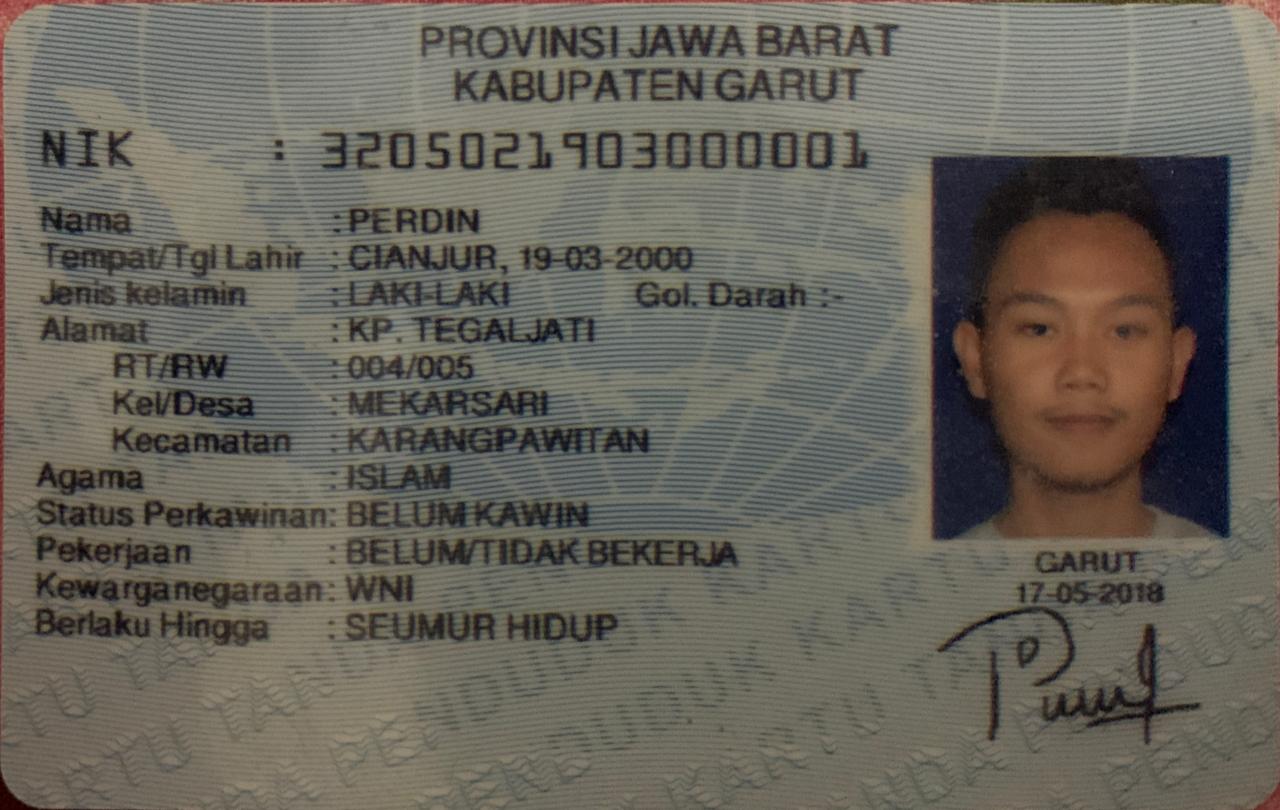 PROVINSI JAWA BARAT
KABUPATEN GARUT
NIK : 3205021903000001
Nama : PERDIN
Tempat/Tgl Lahir : CIANJUR, 19-03-2000
Jenis kelamin : LAKI-LAKI Gol. Darah :-
Alamat : KP. TEGALJATI
RT/RW : 004/005
Kel/Desa : MEKARSARI
Kecamatan : KARANGPAWITAN
Agama : ISLAM
Status Perkawinan: BELUM KAWIN
Pekerjaan : BELUM/TIDAK BEKERJA
Kewarganegaraan: WNI
Berlaku Hingga : SEUMUR HIDUP
GARUT
17-05-2018